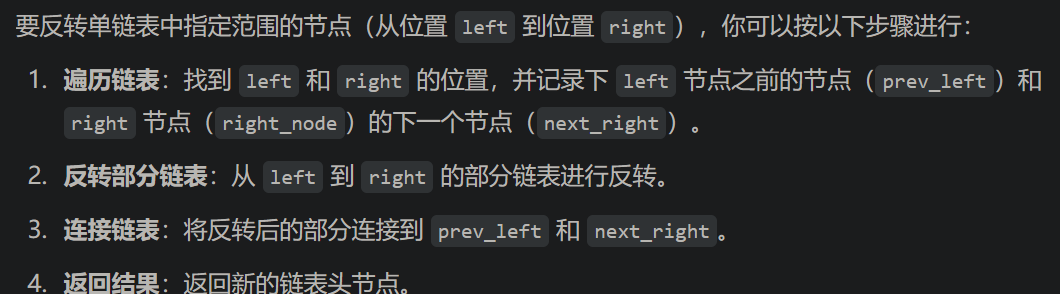 要反转单链表中指定范围的节点（从位置 left 到位置 right），你可以按以下步骤进行：
1. 遍历链表：找到 left 和 right 的位置，并记录下 left 节点之前的节点（prev_left）和
right 节点（right_node）的下一个节点（next_right）。
2. 反转部分链表：从 left 到 right 的部分链表进行反转。
3. 连接链表：将反转后的部分连接到 prev_left 和 next_right。
4. 返回结果：返回新的链表头节点。